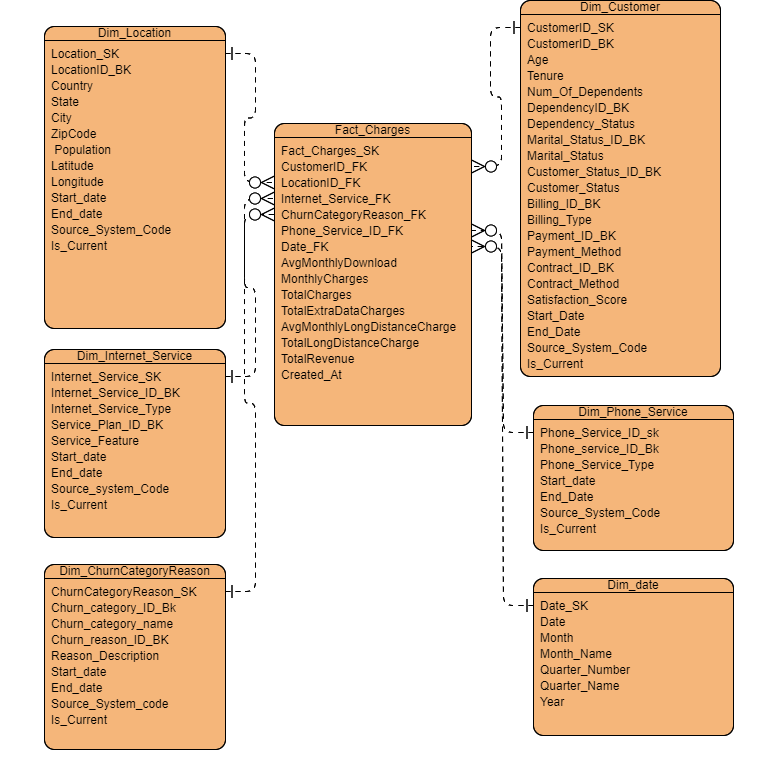 Dim_Location
Location_SK
LocationID_BK
Country
State
City
ZipCode
Population
Latitude
Longitude
Start_date
End_date
Source_System_Code
Is_Current
Dim_Internet_Service
Internet_Service_SK
Internet_Service_ID_BK
Internet_Service_Type
Service_Plan_ID_BK
Service_Feature
Start_date
End_date
Source_system_Code
Is_Current
Dim_ChurnCategoryReason
ChurnCategoryReason_SK
Churn_category_ID_Bk
Churn_category_name
Churn_reason_ID_BK
Reason_Description
Start_date
End_date
Source_System_code
Is_Current
Fact_Charges
Fact_Charges_SK
CustomerID_FK
LocationID_FK
Internet_Service_FK
ChurnCategoryReason_FK
Phone_Service_ID_FK
Date_FK
AvgMonthlyDownload
MonthlyCharges
TotalCharges
TotalExtraDataCharges
AvgMonthlyLongDistanceCharge
TotalLongDistanceCharge
TotalRevenue
Created_At
Dim_Customer
CustomerID_SK
CustomerID_BK
Age
Tenure
Num_Of_Dependents
DependencyID_BK
Dependency_Status
Marital_Status_ID_BK
Marital_Status
Customer_Status_ID_BK
Customer_Status
Billing_ID_BK
Billing_Type
Payment_ID_BK
Payment_Method
Contract_ID_BK
Contract_Method
Satisfaction_Score
Start_Date
End_Date
Source_System_Code
Is_Current
Dim_Phone_Service
Phone_Service_ID_sk
Phone_service_ID_Bk
Phone_Service_Type
Start_date
End_Date
Source_System_Code
Is_Current
Dim_date
Date_SK
Date
Month
Month_Name
Quarter_Number
Quarter_Name
Year